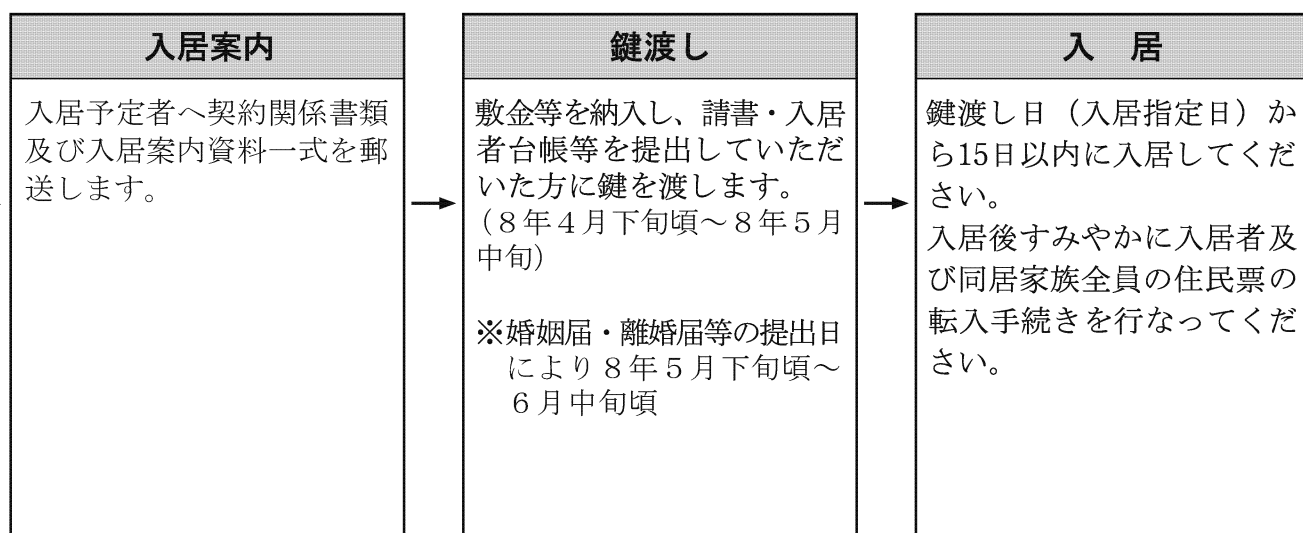 入居案内
入居予定者へ契約関係書類
及び入居案内資料一式を郵
送します。
鍵渡し
敷金等を納入し、請書・入居
者台帳等を提出していただ
いた方に鍵を渡します。
(８年４月下旬頃～８年５月
中旬)
※婚姻届・離婚届等の提出日
により８年５月下旬頃～
６月中旬頃
入　居
鍵渡し日（入居指定日）か
ら15日以内に入居してくだ
さい。
入居後すみやかに入居者及
び同居家族全員の住民票の
転入手続きを行なってくだ
さい。